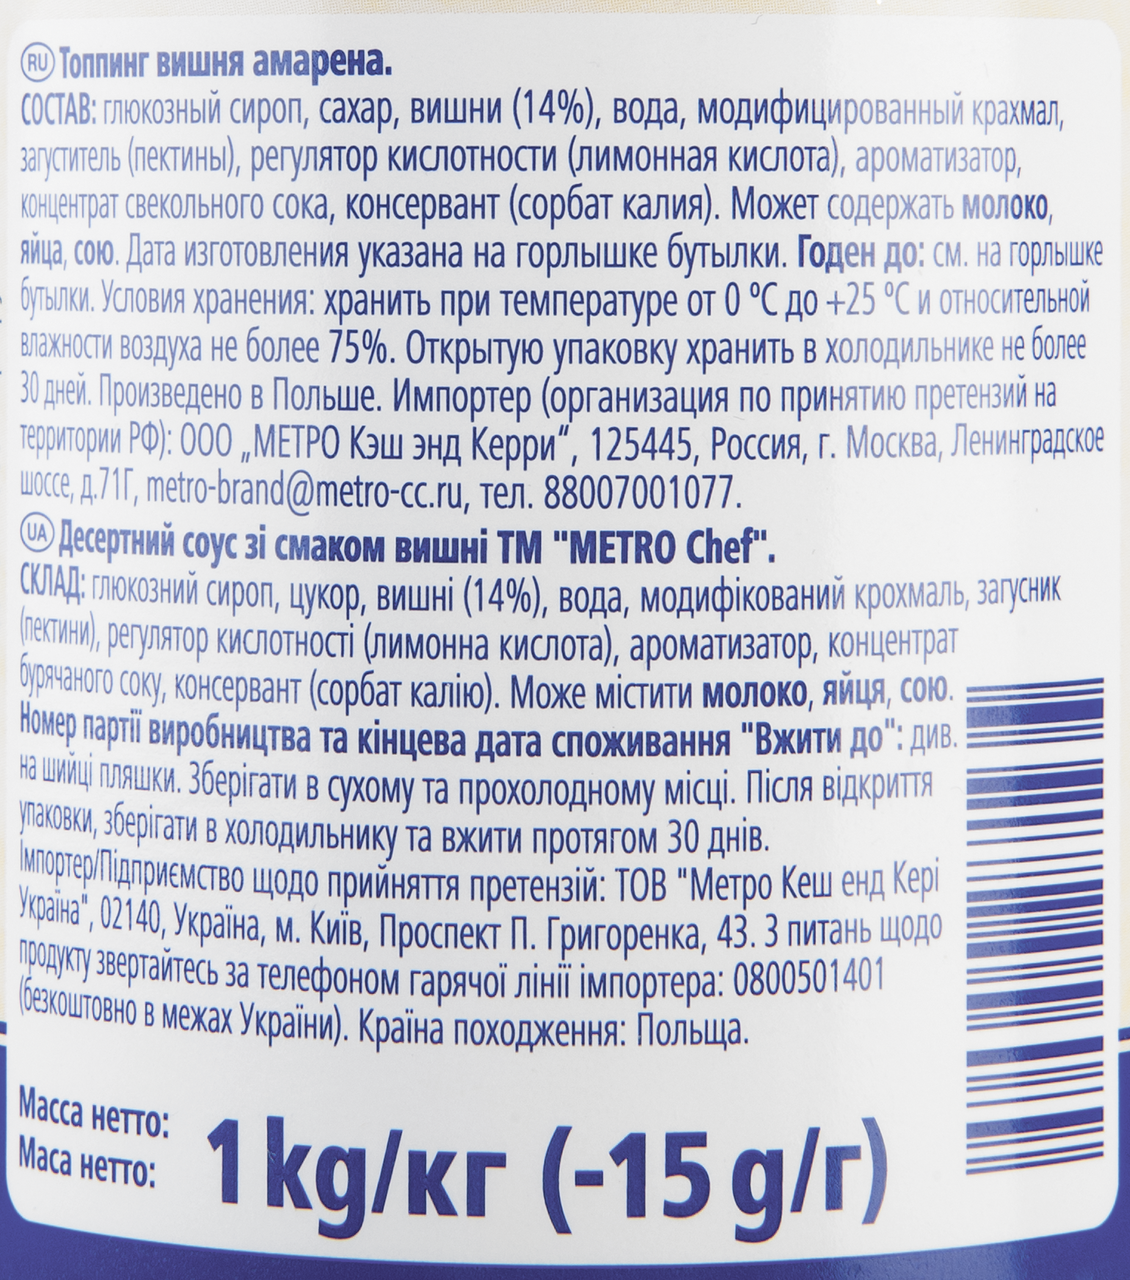 RU Топпинг вишня амарена.
СОСТАВ: глюкозный сироп, сахар, вишни (14%), вода, модифицированный крахмал,
загуститель (пектины), регулятор кислотности (лимонная кислота), ароматизатор,
концентрат свекольного сока, консервант (сорбат калия). Может содержать молоко,
яйца, сою. Дата изготовления указана на горлышке бутылки. Годен до: см. на горлышке
бутылки. Условия хранения: хранить при температуре от 0 °C до +25 °C и относительной
влажности воздуха не более 75%. Открытую упаковку хранить в холодильнике не более
30 дней. Произведено в Польше. Импортер (организация по принятию претензий на
территории РФ): ООО „МЕТРО Кэш энд Керри“, 125445, Россия, г. Москва, Ленинградское
шоссе, д.71Г, metro-brand@metro-cc.ru, тел. 88007001077.
UA Десертний соус зі смаком вишні ТМ "METRO Chef".
СКЛАД: глюкозний сироп, цукор, вишні (14%), вода, модифікований крохмаль, загусник
(пектини), регулятор кислотності (лимонна кислота), ароматизатор, концентрат
бурячаного соку, консервант (сорбат калію). Може містити молоко, яйця, сою.
Номер партії виробництва та кінцева дата споживання "Вжити до": див.
на шийці пляшки. Зберігати в сухому та прохолодному місці. Після відкриття
упаковки, зберігати в холодильнику та вжити протягом 30 днів.
Імпортер/Підприємство щодо прийняття претензій: ТОВ "Метро Кеш енд Кері
Україна", 02140, Україна, м. Київ, Проспект П. Григоренка, 43. З питань щодо
продукту звертайтесь за телефоном гарячої лінії імпортера: 0800501401
(безкоштовно в межах України). Країна походження: Польща.
Масса нетто:
Маса нетто:
1 kg/кг (-15 g/г)